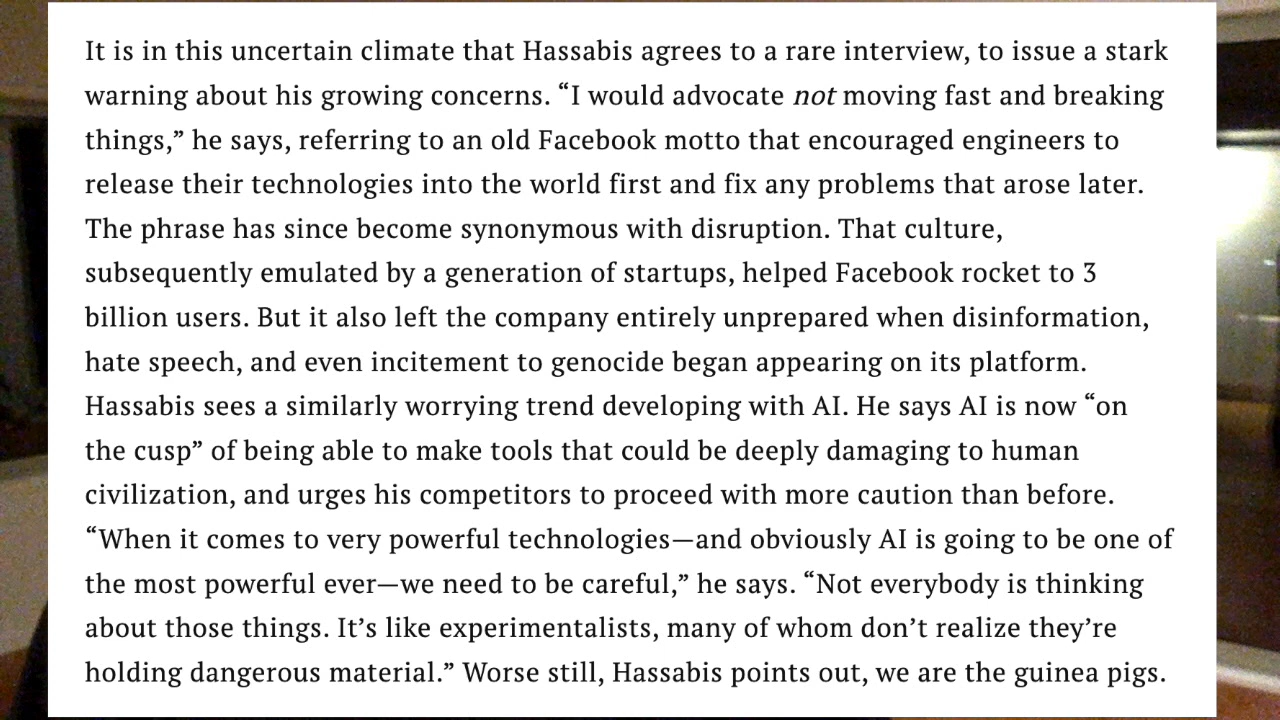 It is in this uncertain climate that Hassabis agrees to a rare interview, to issue a stark
warning about his growing concerns. “I would advocate not moving fast and breaking
things,” he says, referring to an old Facebook motto that encouraged engineers to
release their technologies into the world first and fix any problems that arose later.
The phrase has since become synonymous with disruption. That culture,
subsequently emulated by a generation of startups, helped Facebook rocket to 3
billion users. But it also left the company entirely unprepared when disinformation,
hate speech, and even incitement to genocide began appearing on its platform.
Hassabis sees a similarly worrying trend developing with AI. He says AI is now “on
the cusp” of being able to make tools that could be deeply damaging to human
civilization, and urges his competitors to proceed with more caution than before.
“When it comes to very powerful technologies—and obviously AI is going to be one of
the most powerful ever—we need to be careful,” he says. “Not everybody is thinking
about those things. It’s like experimentalists, many of whom don’t realize they’re
holding dangerous material.” Worse still, Hassabis points out, we are the guinea pigs.